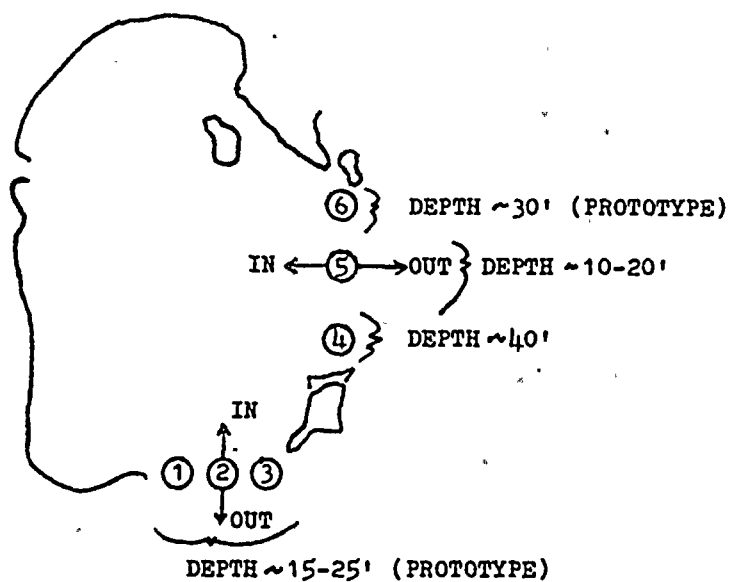 ⑥ DEPTH ~30' (PROTOTYPE)
IN ⑤ OUT DEPTH ~10-20'
④ DEPTH ~40'
IN
① ② ③
OUT
DEPTH ~15-25' (PROTOTYPE)